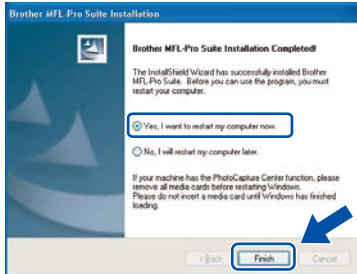 Brother MFL-Pro Suite Installation
Brother MFL-Pro Suite Installation Completed!
The InstallShield Wizard has successfully installed Brother
MFL-Pro Suite. Before you can use the program, you must
restart your computer.
Yes, I want to restart my computer now.
No, I will restart my computer later.
If your machine has the PhotoCapture Center function, please
remove all media cards before restarting Windows.
Please do not insert a media card until Windows has finished
loading.
< Back Finish Cancel